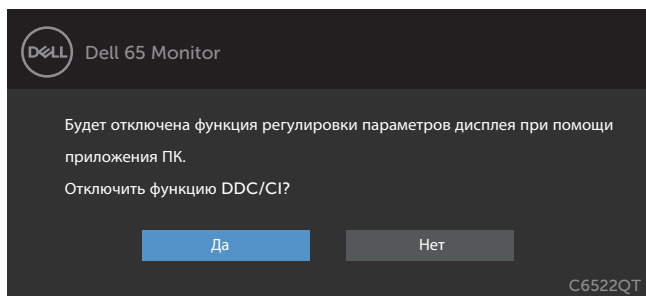 DELL Dell 65 Monitor
Будет отключена функция регулировки параметров дисплея при помощи
приложения ПК.
Отключить функцию DDC/CI?
Да Нет
C6522QT